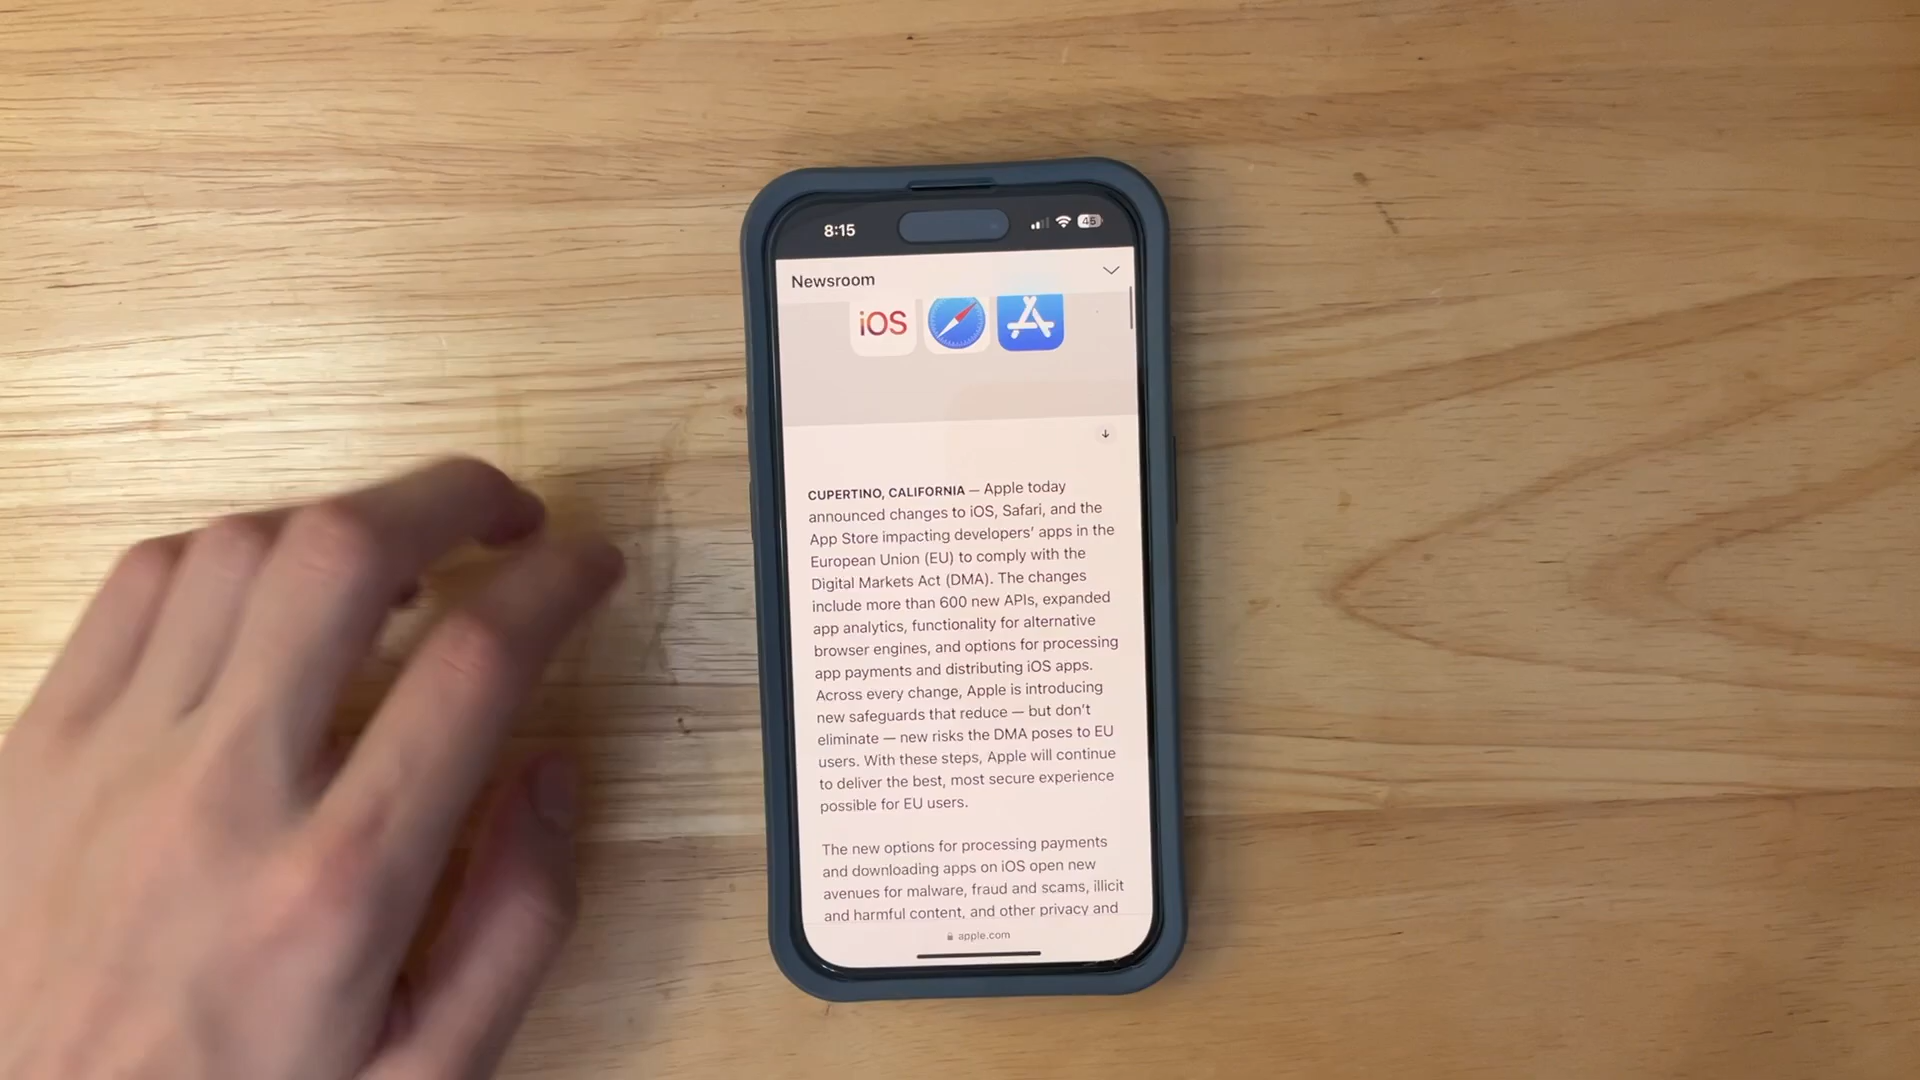 8:15
45
Newsroom
iOS
CUPERTINO, CALIFORNIA — Apple today
announced changes to iOS, Safari, and the
App Store impacting developers’ apps in the
European Union (EU) to comply with the
Digital Markets Act (DMA). The changes
include more than 600 new APIs, expanded
app analytics, functionality for alternative
browser engines, and options for processing
app payments and distributing iOS apps.
Across every change, Apple is introducing
new safeguards that reduce — but don’t
eliminate — new risks the DMA poses to EU
users. With these steps, Apple will continue
to deliver the best, most secure experience
possible for EU users.
The new options for processing payments
and downloading apps on iOS open new
avenues for malware, fraud and scams, illicit
and harmful content, and other privacy and
apple.com